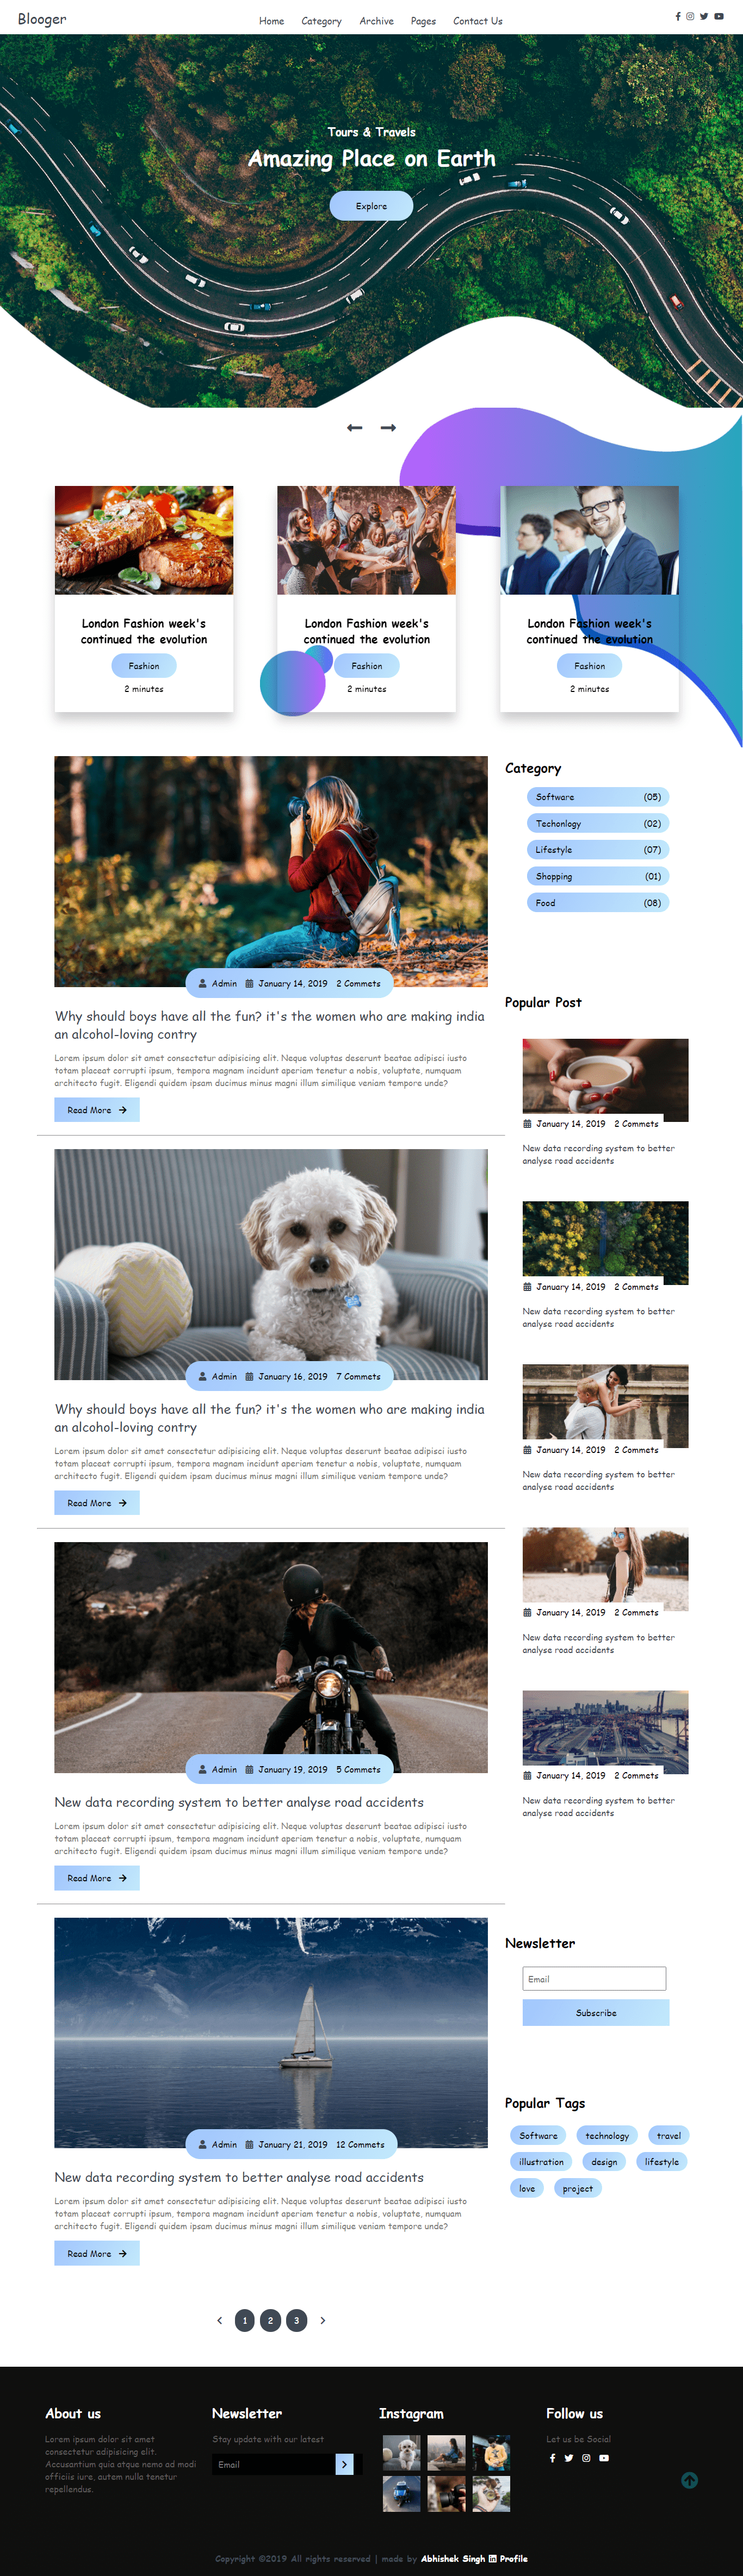 Blooger
Home Category Archive Pages Contact Us
Tours & Travels
Amazing Place on Earth
Explore
London Fashion week's
continued the evolution
Fashion
2 minutes
London Fashion week's
continued the evolution
Fashion
2 minutes
London Fashion week's
continued the evolution
Fashion
2 minutes
Admin January 14, 2019 2 Commets
Why should boys have all the fun? it's the women who are making india
an alcohol-loving contry
Lorem ipsum dolor sit amet consectetur adipisicing elit. Neque voluptas deserunt beatae adipisci iusto
totam placeat corrupti ipsum, tempora magnam incidunt aperiam tenetur a nobis, voluptate, numquam
architecto fugit. Eligendi quidem ipsam ducimus minus magni illum similique veniam tempore unde?
Read More
Admin January 16, 2019 7 Commets
Why should boys have all the fun? it's the women who are making india
an alcohol-loving contry
Lorem ipsum dolor sit amet consectetur adipisicing elit. Neque voluptas deserunt beatae adipisci iusto
totam placeat corrupti ipsum, tempora magnam incidunt aperiam tenetur a nobis, voluptate, numquam
architecto fugit. Eligendi quidem ipsam ducimus minus magni illum similique veniam tempore unde?
Read More
Admin January 19, 2019 5 Commets
New data recording system to better analyse road accidents
Lorem ipsum dolor sit amet consectetur adipisicing elit. Neque voluptas deserunt beatae adipisci iusto
totam placeat corrupti ipsum, tempora magnam incidunt aperiam tenetur a nobis, voluptate, numquam
architecto fugit. Eligendi quidem ipsam ducimus minus magni illum similique veniam tempore unde?
Read More
Admin January 21, 2019 12 Commets
New data recording system to better analyse road accidents
Lorem ipsum dolor sit amet consectetur adipisicing elit. Neque voluptas deserunt beatae adipisci iusto
totam placeat corrupti ipsum, tempora magnam incidunt aperiam tenetur a nobis, voluptate, numquam
architecto fugit. Eligendi quidem ipsam ducimus minus magni illum similique veniam tempore unde?
Read More
1 2 3
Category
Software (05)
Techonlogy (02)
Lifestyle (07)
Shopping (01)
Food (08)
Popular Post
January 14, 2019 2 Commets
New data recording system to better
analyse road accidents
January 14, 2019 2 Commets
New data recording system to better
analyse road accidents
January 14, 2019 2 Commets
New data recording system to better
analyse road accidents
January 14, 2019 2 Commets
New data recording system to better
analyse road accidents
January 14, 2019 2 Commets
New data recording system to better
analyse road accidents
Newsletter
Email
Subscribe
Popular Tags
Software technology travel
illustration design lifestyle
love project
About us
Lorem ipsum dolor sit amet
consectetur adipisicing elit.
Accusantium quia atque nemo ad modi
officiis iure, autem nulla tenetur
repellendus.
Newsletter
Stay update with our latest
Email
Instagram
Follow us
Let us be Social
Copyright ©2019 All rights reserved | made by Abhishek Singh Profile